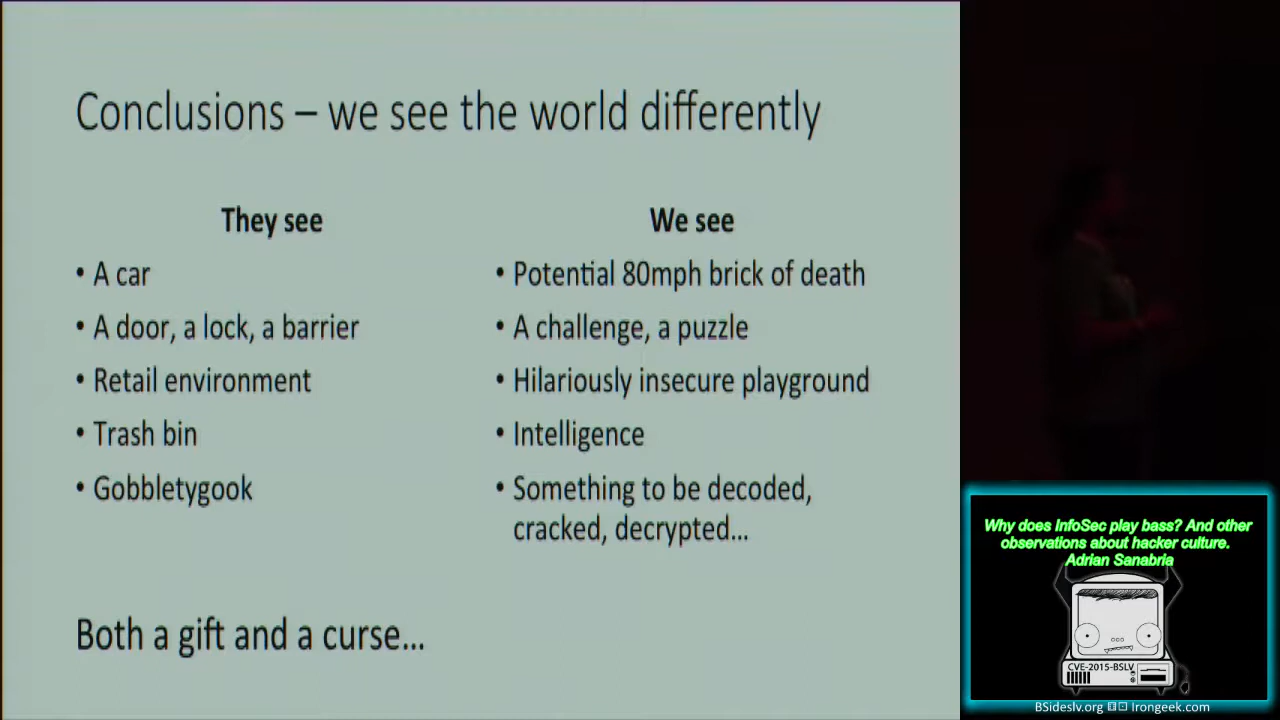 Conclusions – we see the world differently
They see
• A car
• A door, a lock, a barrier
• Retail environment
• Trash bin
• Gobbletygook
We see
• Potential 80mph brick of death
• A challenge, a puzzle
• Hilariously insecure playground
• Intelligence
• Something to be decoded,
cracked, decrypted...
Both a gift and a curse...
Why does InfoSec play bass? And other
observations about hacker culture.
Adrian Sanabria
CVE-2015-BSLV
BSideslv.org Irongeek.com